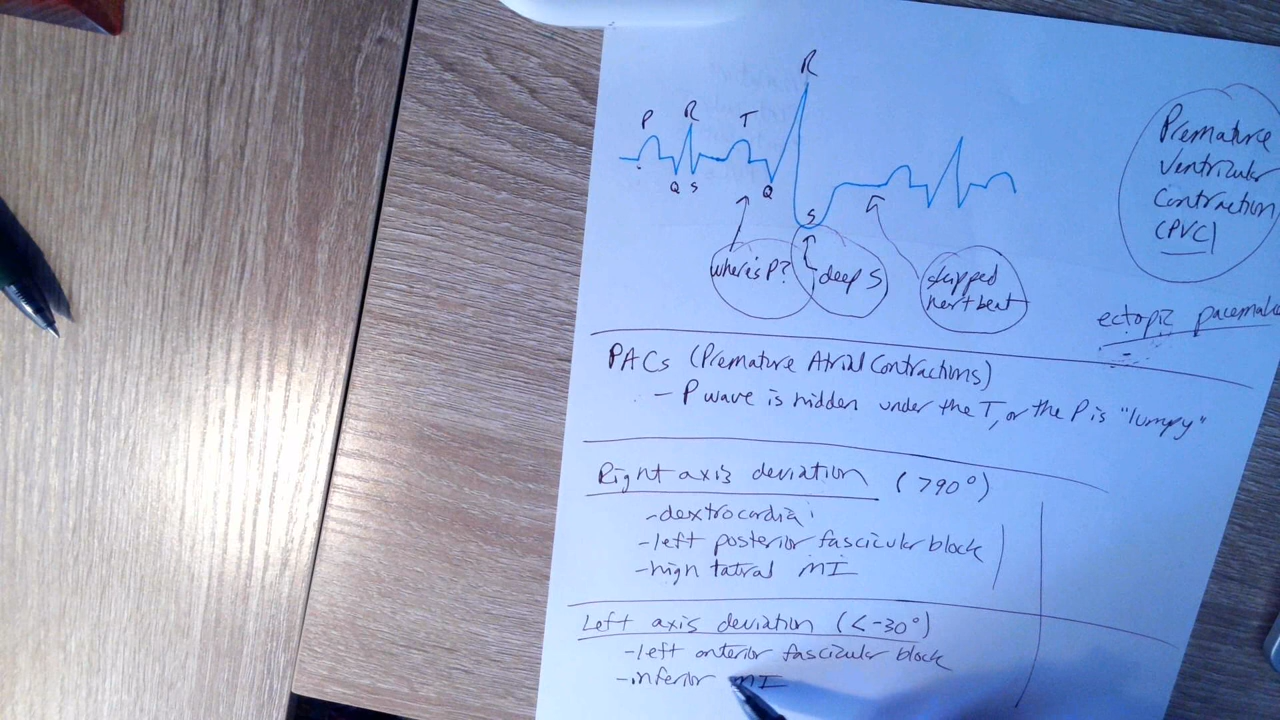 R
P R T
Q S Q
S
where's P?
deep S
skipped
heart beat
Premature
Ventricular
Contraction
(PVC)
ectopic pacemake
PACs (Premature Atrial Contractions)
- P wave is hidden under the T, or the P is "lumpy"
Right axis deviation (>90°)
- dextrocardia
- left posterior fascicular block
- high lateral MI
Left axis deviation (<-30°)
- left anterior fascicular block
- inferior MI